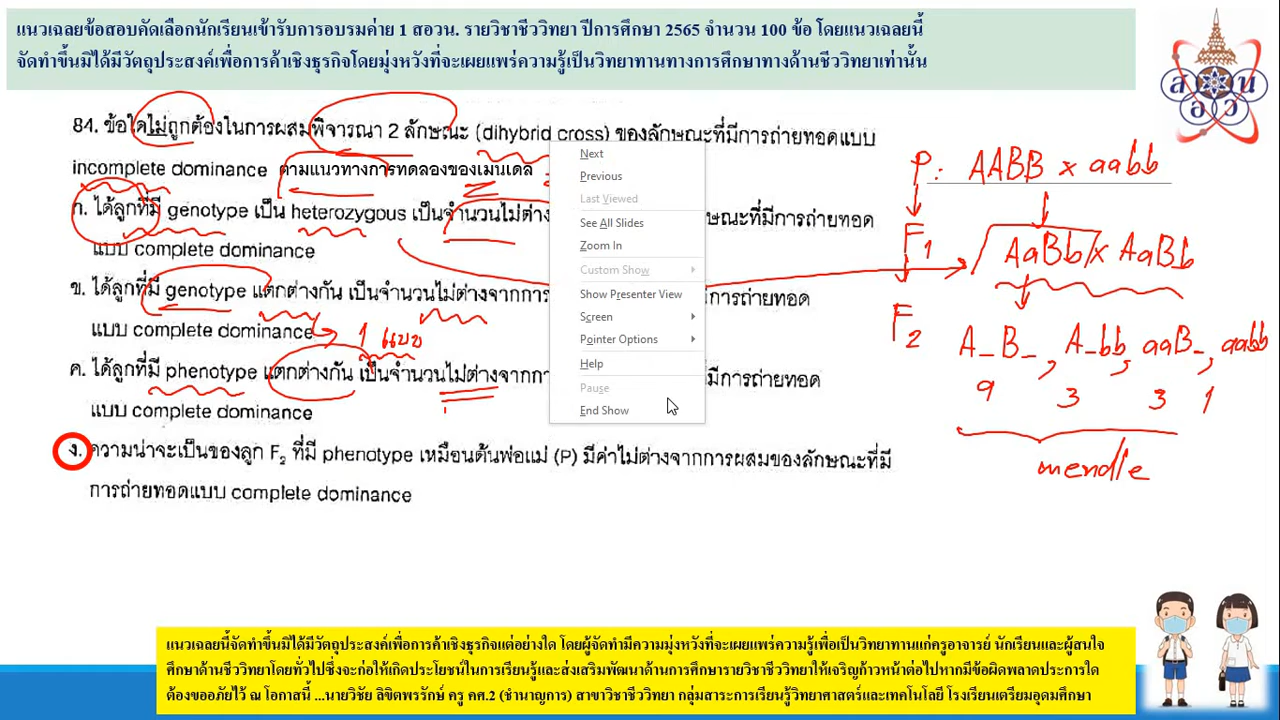 แนวเฉลยข้อสอบคัดเลือกนักเรียนเข้ารับการอบรมค่าย 1 สอวน. รายวิชาชีววิทยา ปีการศึกษา 2565 จำนวน 100 ข้อ โดยแนวเฉลยนี้
จัดทำขึ้นมิได้มีวัตถุประสงค์เพื่อการค้าเชิงธุรกิจโดยมุ่งหวังที่จะเผยแพร่ความรู้เป็นวิทยาทานทางการศึกษาทางด้านชีววิทยาเท่านั้น
สอวน
84. ข้อใดไม่ถูกต้องในการผสมพิจารณา 2 ลักษณะ (dihybrid cross) ของลักษณะที่มีการถ่ายทอดแบบ
incomplete dominance ตามแนวทางการทดลองของเมนเดล
ก. ได้ลูกที่มี genotype เป็น heterozygous เป็นจำนวนไม่ต่าง ษณะที่มีการถ่ายทอด
แบบ complete dominance
ข. ได้ลูกที่มี genotype แตกต่างกัน เป็นจำนวนไม่ต่างจากการ มีการถ่ายทอด
แบบ complete dominance
1 แบบ
ค. ได้ลูกที่มี phenotype แตกต่างกัน เป็นจำนวนไม่ต่างจากกา มีการถ่ายทอด
แบบ complete dominance
ง. ความน่าจะเป็นของลูก F2 ที่มี phenotype เหมือนต้นพ่อแม่ (P) มีค่าไม่ต่างจากการผสมของลักษณะที่มี
การถ่ายทอดแบบ complete dominance
Next
Previous
Last Viewed
See All Slides
Zoom In
Custom Show
Show Presenter View
Screen
Pointer Options
Help
Pause
End Show
P: AABB x aabb
F1 AaBb x AaBb
F2 A_B_, A_bb, aaB_, aabb
9 3 3 1
mendle
แนวเฉลยนี้จัดทำขึ้นมิได้มีวัตถุประสงค์เพื่อการค้าเชิงธุรกิจแต่อย่างใด โดยผู้จัดทำมีความมุ่งหวังที่จะเผยแพร่ความรู้เพื่อเป็นวิทยาทานแก่ครูอาจารย์ นักเรียนและผู้สนใจ
ศึกษาด้านชีววิทยาโดยทั่วไปซึ่งจะก่อให้เกิดประโยชน์ในการเรียนรู้และส่งเสริมพัฒนาด้านการศึกษารายวิชาชีววิทยาให้เจริญก้าวหน้าต่อไปหากมีข้อผิดพลาดประการใด
ต้องขออภัยไว้ ณ โอกาสนี้ ...นายวิชัย ลิขิตพรรักษ์ ครู คศ.2 (ชำนาญการ) สาขาวิชาชีววิทยา กลุ่มสาระการเรียนรู้วิทยาศาสตร์และเทคโนโลยี โรงเรียนเตรียมอุดมศึกษา